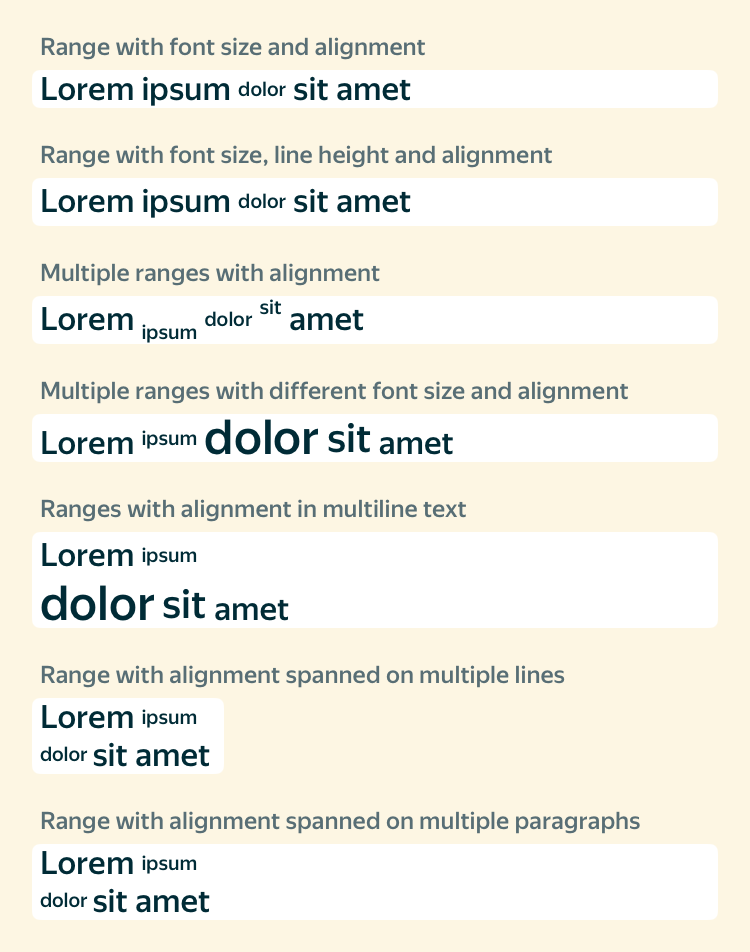 Range with font size and alignment
Lorem ipsum dolor sit amet
Range with font size, line height and alignment
Lorem ipsum dolor sit amet
Multiple ranges with alignment
Lorem ipsum dolor sit amet
Multiple ranges with different font size and alignment
Lorem ipsum dolor sit amet
Ranges with alignment in multiline text
Lorem ipsum
dolor sit amet
Range with alignment spanned on multiple lines
Lorem ipsum
dolor sit amet
Range with alignment spanned on multiple paragraphs
Lorem ipsum
dolor sit amet